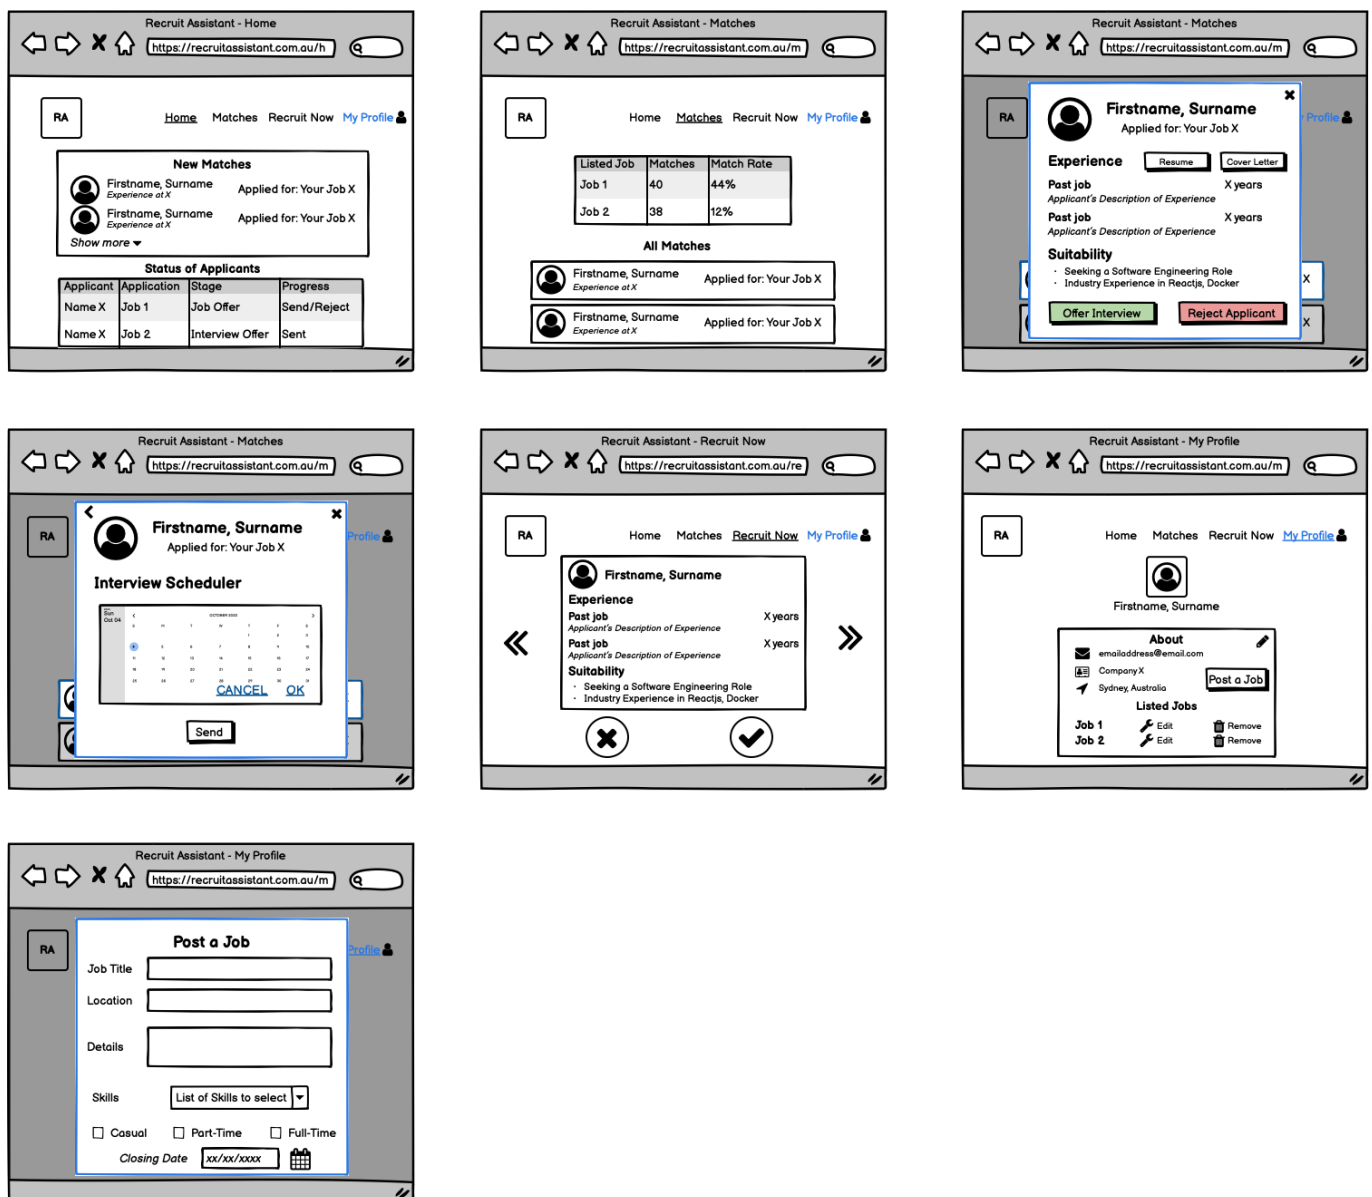 Recruit Assistant - Home
https://recruitassistant.com.au/h
RA
Home Matches Recruit Now My Profile
New Matches
Firstname, Surname
Experience at X
Applied for: Your Job X
Firstname, Surname
Experience at X
Applied for: Your Job X
Show more
Status of Applicants
Applicant Application Stage Progress
Name X Job 1 Job Offer Send/Reject
Name X Job 2 Interview Offer Sent
Recruit Assistant - Matches
https://recruitassistant.com.au/m
RA
Home Matches Recruit Now My Profile
Listed Job Matches Match Rate
Job 1 40 44%
Job 2 38 12%
All Matches
Firstname, Surname
Experience at X
Applied for: Your Job X
Firstname, Surname
Experience at X
Applied for: Your Job X
Recruit Assistant - Matches
https://recruitassistant.com.au/m
RA
Profile
Firstname, Surname
Applied for: Your Job X
Experience Resume Cover Letter
Past job X years
Applicant's Description of Experience
Past job X years
Applicant's Description of Experience
Suitability
· Seeking a Software Engineering Role
· Industry Experience in Reactjs, Docker
X
Offer Interview Reject Applicant
X
Recruit Assistant - Matches
https://recruitassistant.com.au/m
RA
Profile
Firstname, Surname
Applied for: Your Job X
Interview Scheduler
Sun
Oct 04
CANCEL OK
Send
Recruit Assistant - Recruit Now
https://recruitassistant.com.au/re
RA
Home Matches Recruit Now My Profile
Firstname, Surname
Experience
Past job X years
Applicant's Description of Experience
Past job X years
Applicant's Description of Experience
Suitability
· Seeking a Software Engineering Role
· Industry Experience in Reactjs, Docker
Recruit Assistant - My Profile
https://recruitassistant.com.au/m
RA
Home Matches Recruit Now My Profile
Firstname, Surname
About
emailaddress@email.com
Company X
Sydney, Australia
Post a Job
Listed Jobs
Job 1 Edit Remove
Job 2 Edit Remove
Recruit Assistant - My Profile
https://recruitassistant.com.au/m
RA
Profile
Post a Job
Job Title
Location
Details
Skills List of Skills to select
Casual Part-Time Full-Time
Closing Date xx/xx/xxxx